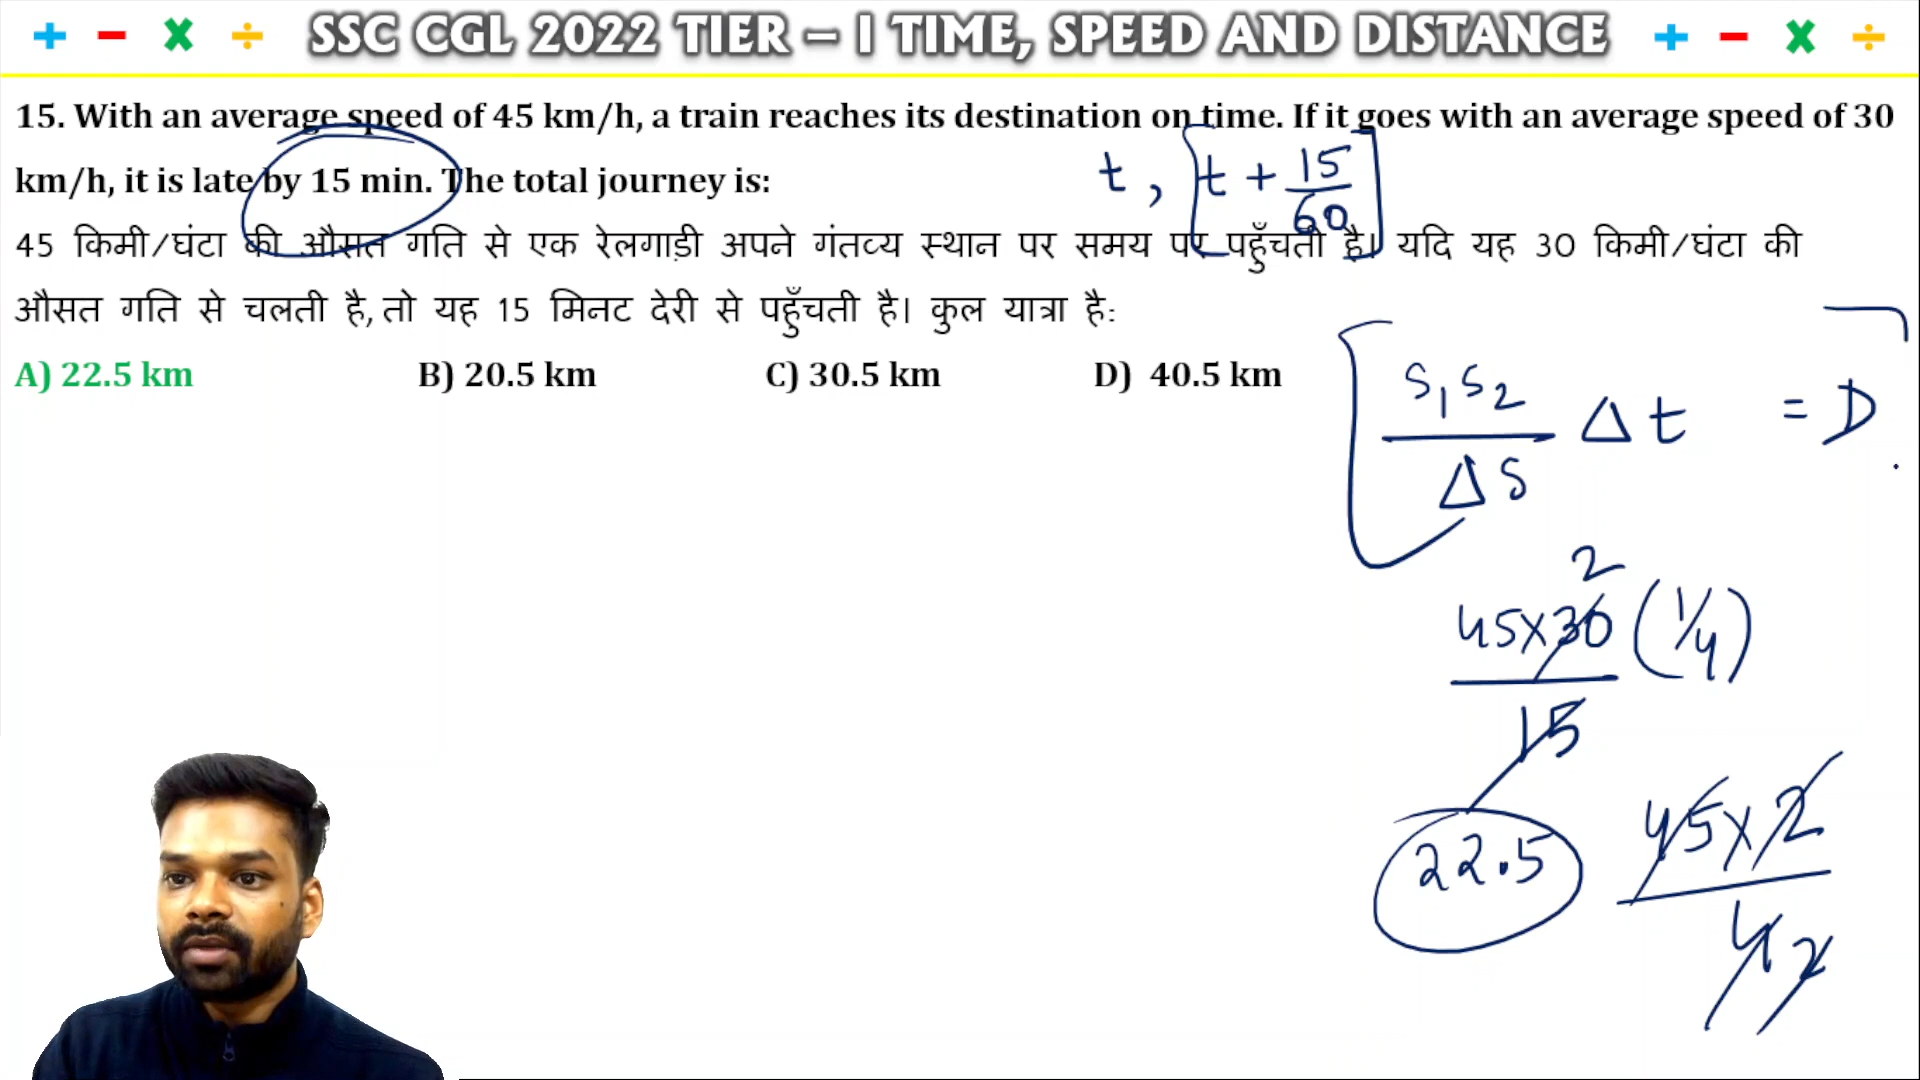 + - × ÷ SSC CGL 2022 TIER – I TIME, SPEED AND DISTANCE + - × ÷
15. With an average speed of 45 km/h, a train reaches its destination on time. If it goes with an average speed of 30
km/h, it is late by 15 min. The total journey is:
t, [t + 15/60]
45 किमी/घंटा की औसत गति से एक रेलगाड़ी अपने गंतव्य स्थान पर समय पर पहुँचती है। यदि यह 30 किमी/घंटा की
औसत गति से चलती है, तो यह 15 मिनट देरी से पहुँचती है। कुल यात्रा है:
A) 22.5 km B) 20.5 km C) 30.5 km D) 40.5 km
S₁S₂
Δt = D
ΔS
2
45×30 (1/4)
15
45×2
22.5
4 2